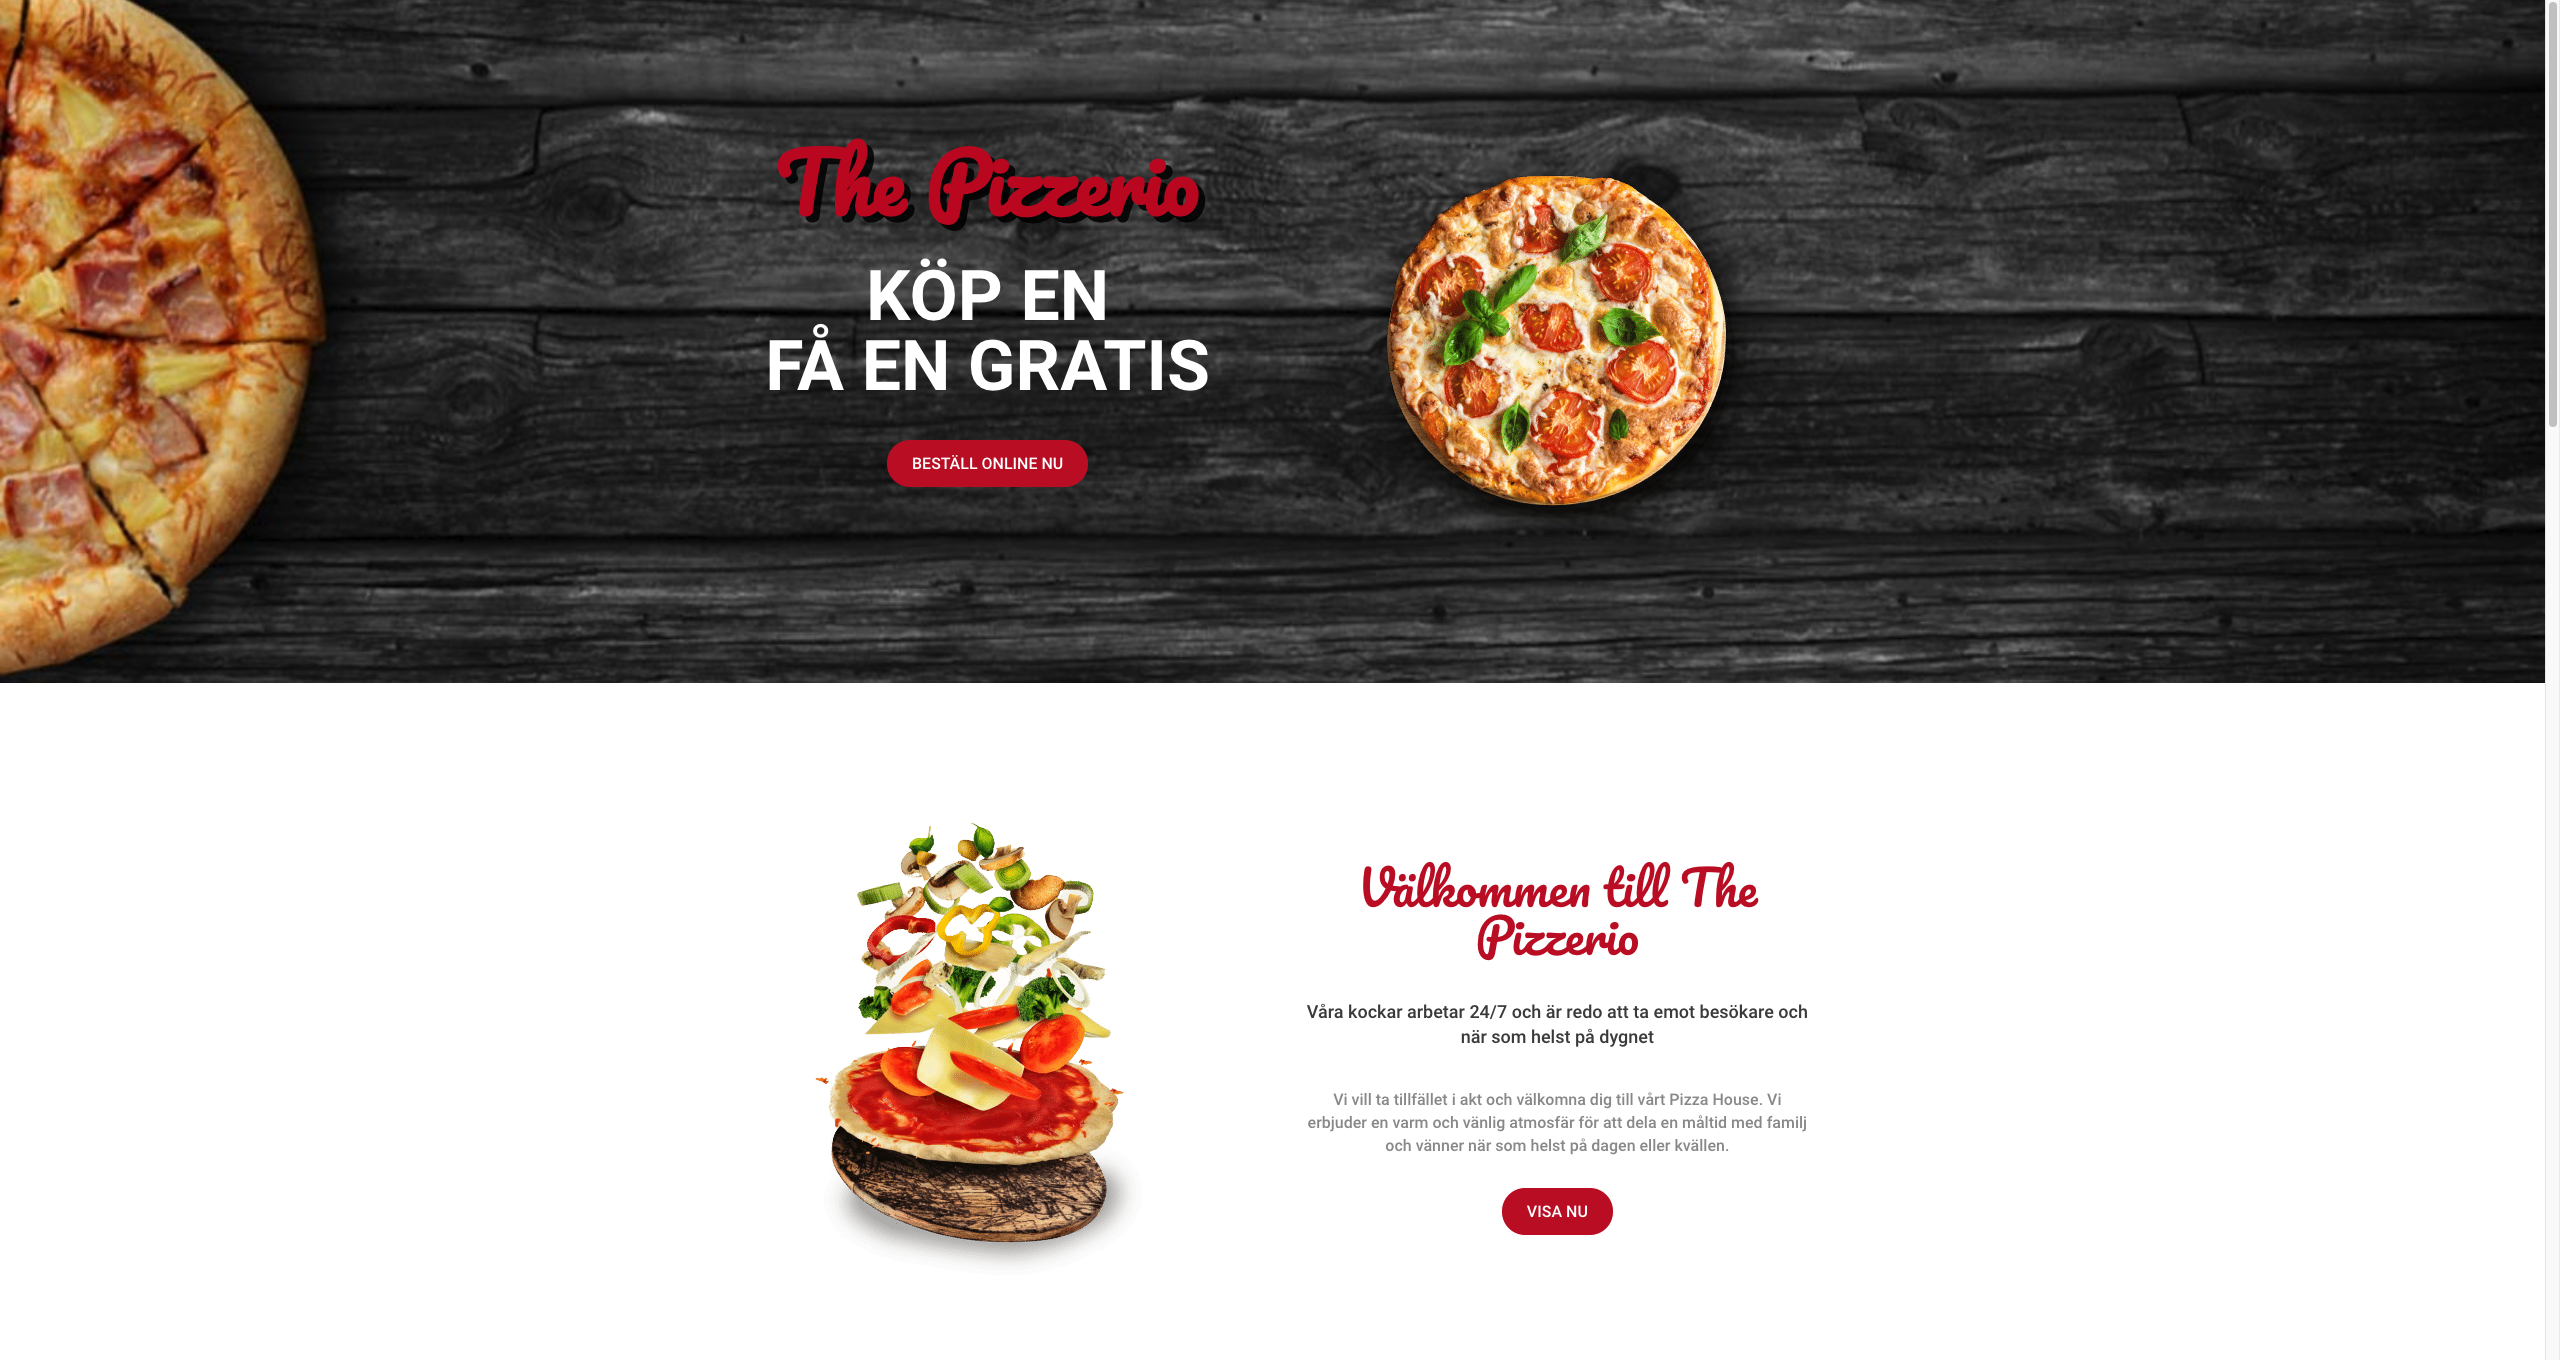 The Pizzerio
KÖP EN
FÅ EN GRATIS
BESTÄLL ONLINE NU
Välkommen till The
Pizzerio
Våra kockar arbetar 24/7 och är redo att ta emot besökare och
när som helst på dygnet
Vi vill ta tillfället i akt och välkomna dig till vårt Pizza House. Vi
erbjuder en varm och vänlig atmosfär för att dela en måltid med familj
och vänner när som helst på dagen eller kvällen.
VISA NU